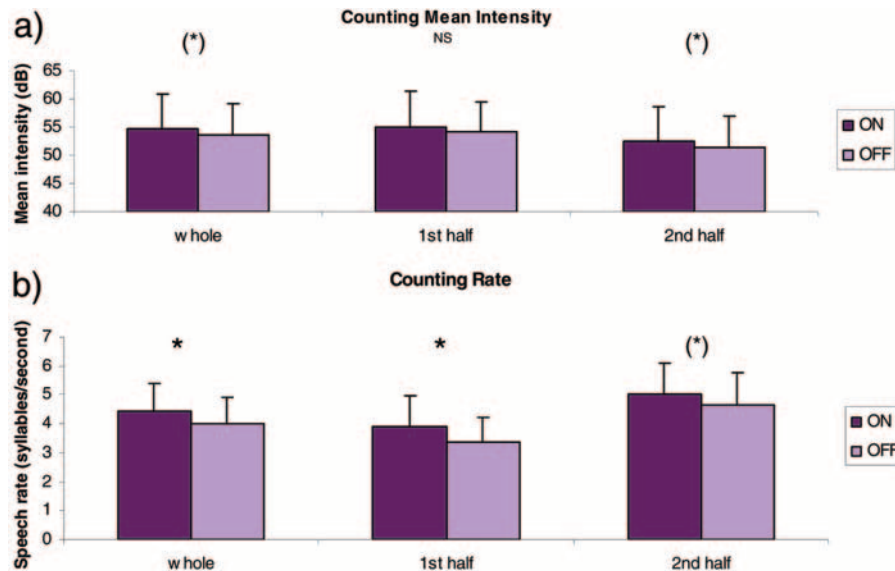 a)
Counting Mean Intensity
(*) NS (*)
Mean intensity (dB)
65
60
55
50
45
40
whole 1st half 2nd half
ON
OFF
b)
Counting Rate
* * (*)
Speech rate (syllables/second)
7
6
5
4
3
2
1
0
whole 1st half 2nd half
ON
OFF